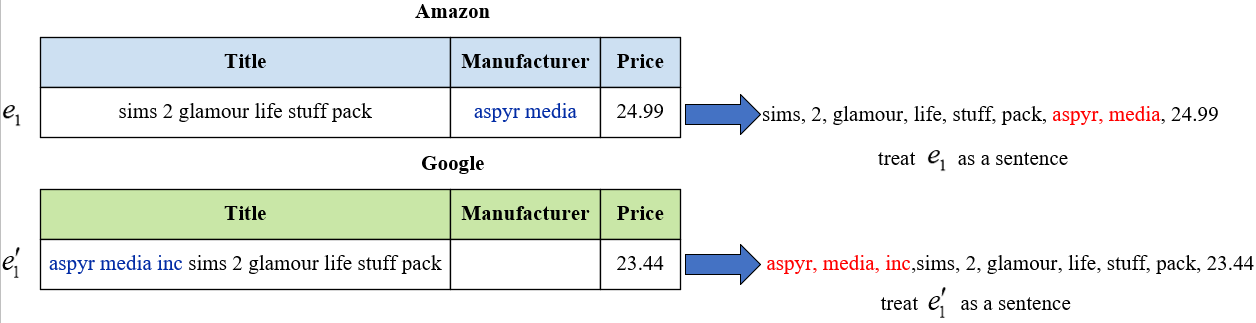 Amazon
Title Manufacturer Price
e1 sims 2 glamour life stuff pack aspyr media 24.99 sims, 2, glamour, life, stuff, pack, aspyr, media, 24.99
treat e1 as a sentence
Google
Title Manufacturer Price
e1′ aspyr media inc sims 2 glamour life stuff pack 23.44 aspyr, media, inc,sims, 2, glamour, life, stuff, pack, 23.44
treat e1′ as a sentence